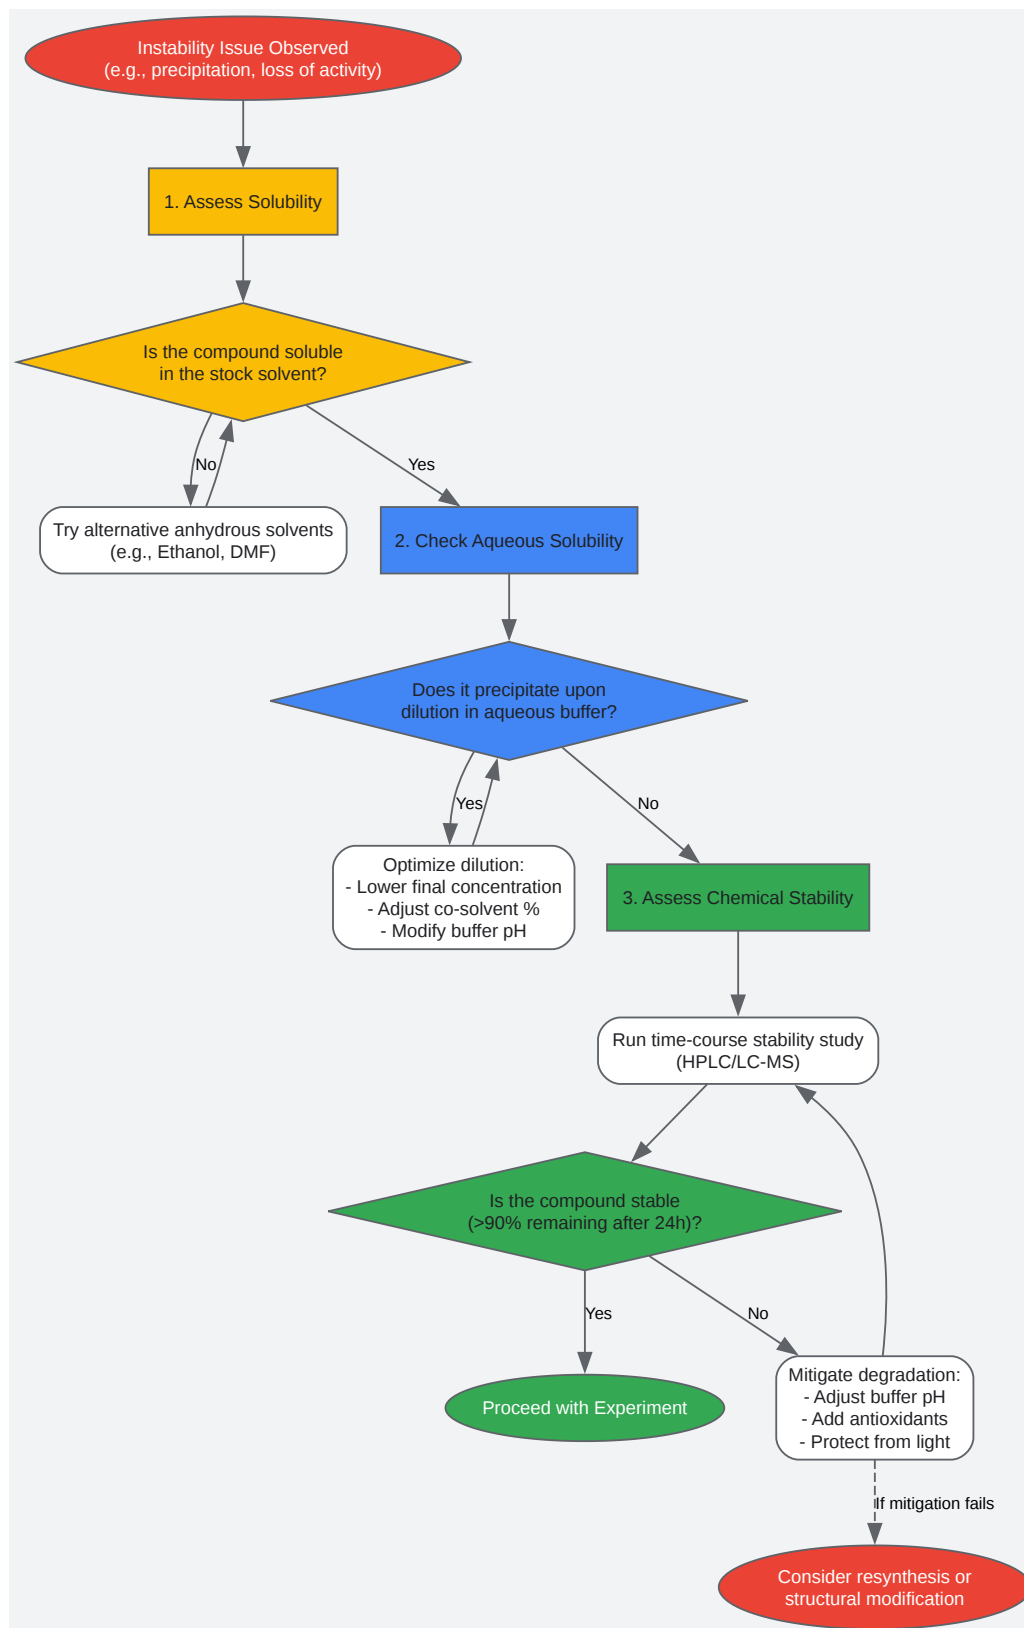 Instability Issue Observed
(e.g., precipitation, loss of activity)
1. Assess Solubility
Is the compound soluble
in the stock solvent?
No
Yes
Try alternative anhydrous solvents
(e.g., Ethanol, DMF)
2. Check Aqueous Solubility
Does it precipitate upon
dilution in aqueous buffer?
Yes
No
Optimize dilution:
- Lower final concentration
- Adjust co-solvent %
- Modify buffer pH
3. Assess Chemical Stability
Run time-course stability study
(HPLC/LC-MS)
Is the compound stable
(>90% remaining after 24h)?
Yes
No
Proceed with Experiment
Mitigate degradation:
- Adjust buffer pH
- Add antioxidants
- Protect from light
If mitigation fails
Consider resynthesis or
structural modification